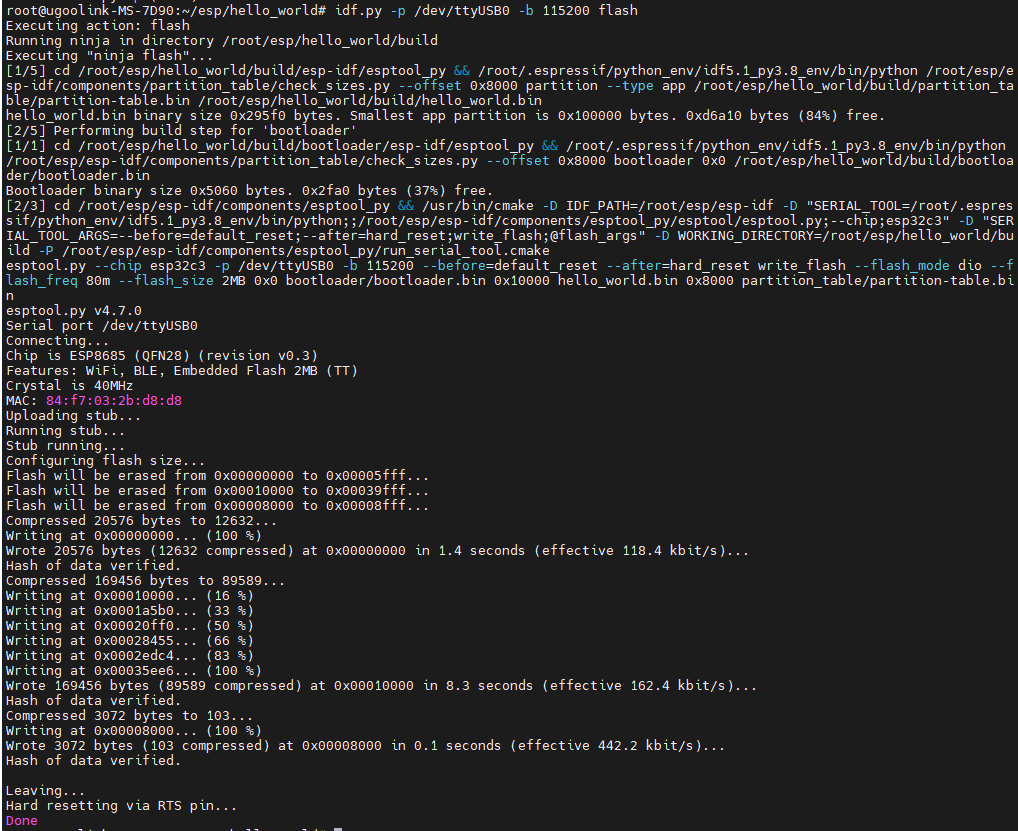 root@ugoolink-MS-7D90:~/esp/hello_world# idf.py -p /dev/ttyUSB0 -b 115200 flash
Executing action: flash
Running ninja in directory /root/esp/hello_world/build
Executing "ninja flash"...
[1/5] cd /root/esp/hello_world/build/esp-idf/esptool_py && /root/.espressif/python_env/idf5.1_py3.8_env/bin/python /root/esp/e
sp-idf/components/partition_table/check_sizes.py --offset 0x8000 partition --type app /root/esp/hello_world/build/partition_ta
ble/partition-table.bin /root/esp/hello_world/build/hello_world.bin
hello_world.bin binary size 0x295f0 bytes. Smallest app partition is 0x100000 bytes. 0xd6a10 bytes (84%) free.
[2/5] Performing build step for 'bootloader'
[1/1] cd /root/esp/hello_world/build/bootloader/esp-idf/esptool_py && /root/.espressif/python_env/idf5.1_py3.8_env/bin/python
/root/esp/esp-idf/components/partition_table/check_sizes.py --offset 0x8000 bootloader 0x0 /root/esp/hello_world/build/bootloa
der/bootloader.bin
Bootloader binary size 0x5060 bytes. 0x2fa0 bytes (37%) free.
[2/3] cd /root/esp/esp-idf/components/esptool_py && /usr/bin/cmake -D IDF_PATH=/root/esp/esp-idf -D "SERIAL_TOOL=/root/.espres
sif/python_env/idf5.1_py3.8_env/bin/python;;/root/esp/esp-idf/components/esptool_py/esptool/esptool.py;--chip;esp32c3" -D "SER
IAL_TOOL_ARGS=--before=default_reset;--after=hard_reset;write_flash;@flash_args" -D WORKING_DIRECTORY=/root/esp/hello_world/bu
ild -P /root/esp/esp-idf/components/esptool_py/run_serial_tool.cmake
esptool.py --chip esp32c3 -p /dev/ttyUSB0 -b 115200 --before=default_reset --after=hard_reset write_flash --flash_mode dio --f
lash_freq 80m --flash_size 2MB 0x0 bootloader/bootloader.bin 0x10000 hello_world.bin 0x8000 partition_table/partition-table.bi
n
esptool.py v4.7.0
Serial port /dev/ttyUSB0
Connecting...
Chip is ESP8685 (QFN28) (revision v0.3)
Features: WiFi, BLE, Embedded Flash 2MB (TT)
Crystal is 40MHz
MAC: 84:f7:03:2b:d8:d8
Uploading stub...
Running stub...
Stub running...
Configuring flash size...
Flash will be erased from 0x00000000 to 0x00005fff...
Flash will be erased from 0x00010000 to 0x00039fff...
Flash will be erased from 0x00008000 to 0x00008fff...
Compressed 20576 bytes to 12632...
Writing at 0x00000000... (100 %)
Wrote 20576 bytes (12632 compressed) at 0x00000000 in 1.4 seconds (effective 118.4 kbit/s)...
Hash of data verified.
Compressed 169456 bytes to 89589...
Writing at 0x00010000... (16 %)
Writing at 0x0001a5b0... (33 %)
Writing at 0x00020ff0... (50 %)
Writing at 0x00028455... (66 %)
Writing at 0x0002edc4... (83 %)
Writing at 0x00035ee6... (100 %)
Wrote 169456 bytes (89589 compressed) at 0x00010000 in 8.3 seconds (effective 162.4 kbit/s)...
Hash of data verified.
Compressed 3072 bytes to 103...
Writing at 0x00008000... (100 %)
Wrote 3072 bytes (103 compressed) at 0x00008000 in 0.1 seconds (effective 442.2 kbit/s)...
Hash of data verified.
Leaving...
Hard resetting via RTS pin...
Done